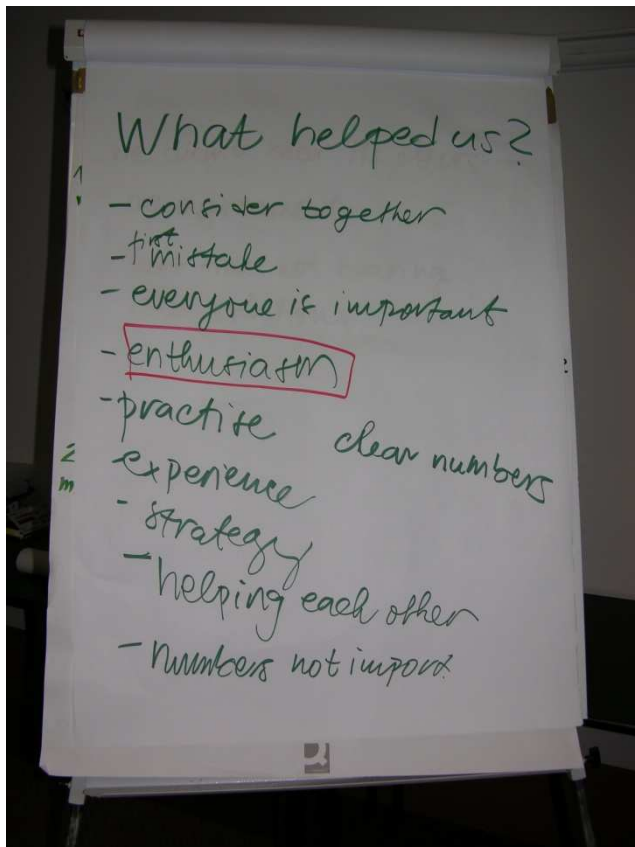 What helped us?
- consider together
first
- mistake
- everyone is important
- enthusiasm
- practise
clear numbers
- experience
- strategy
- helping each other
- numbers not import.